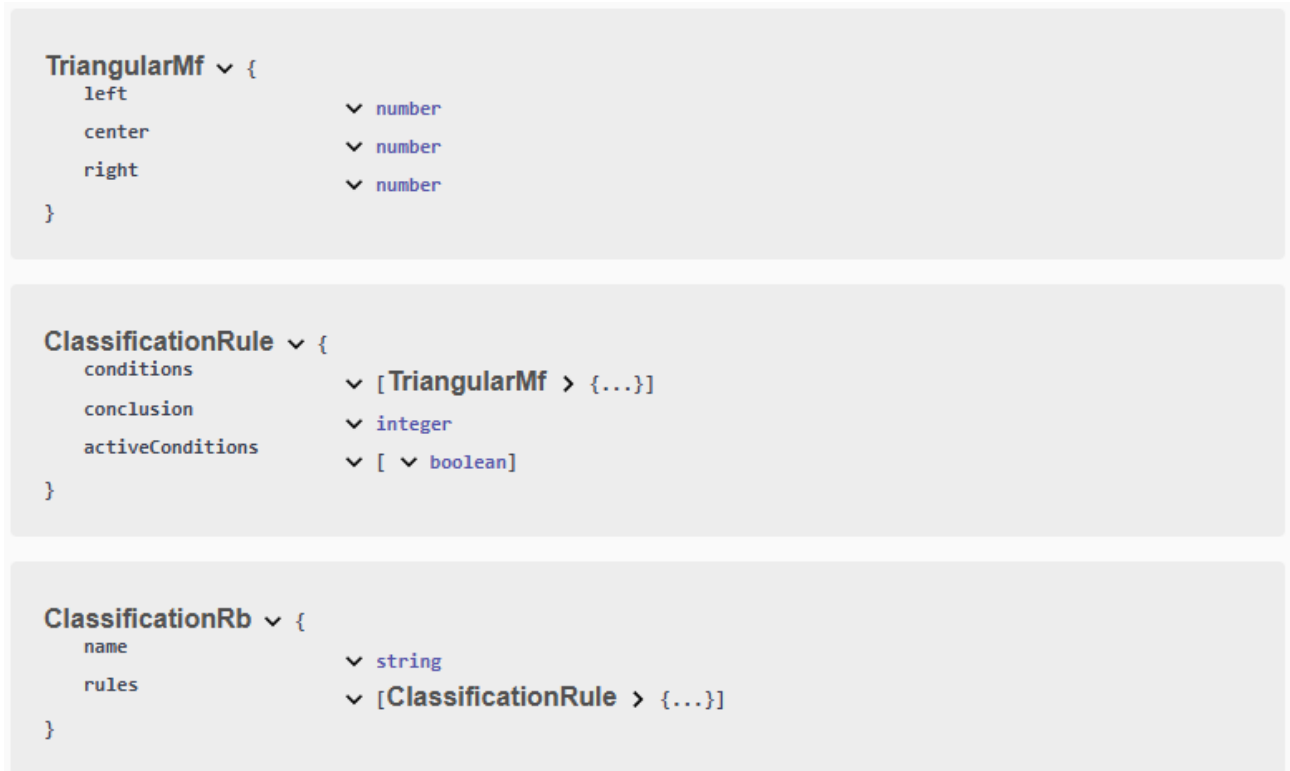 TriangularMf {
left
number
center
number
right
number
}
ClassificationRule {
conditions
[TriangularMf {...}]
conclusion
integer
activeConditions
[ boolean]
}
ClassificationRb {
name
string
rules
[ClassificationRule {...}]
}